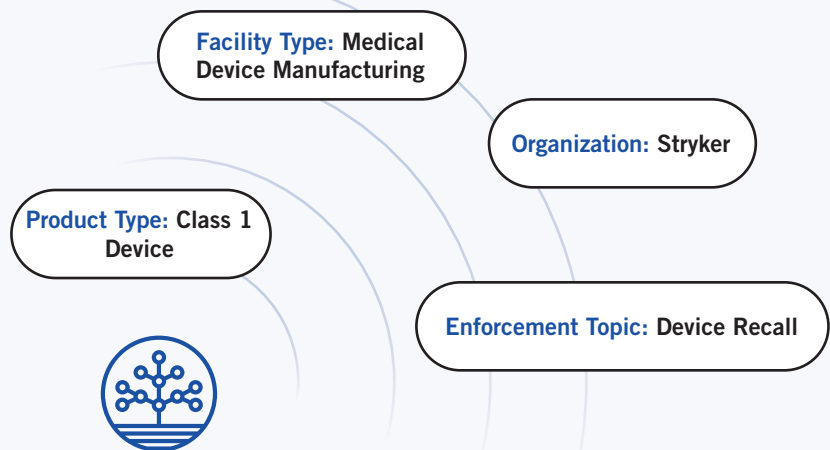 Facility Type: Medical
Device Manufacturing
Organization: Stryker
Product Type: Class 1
Device
Enforcement Topic: Device Recall